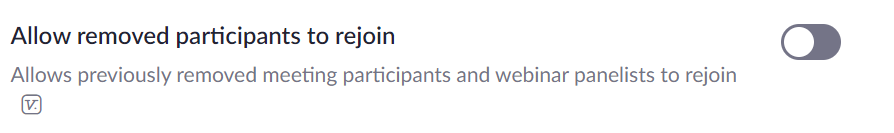 Allow removed participants to rejoin
Allows previously removed meeting participants and webinar panelists to rejoin
V.